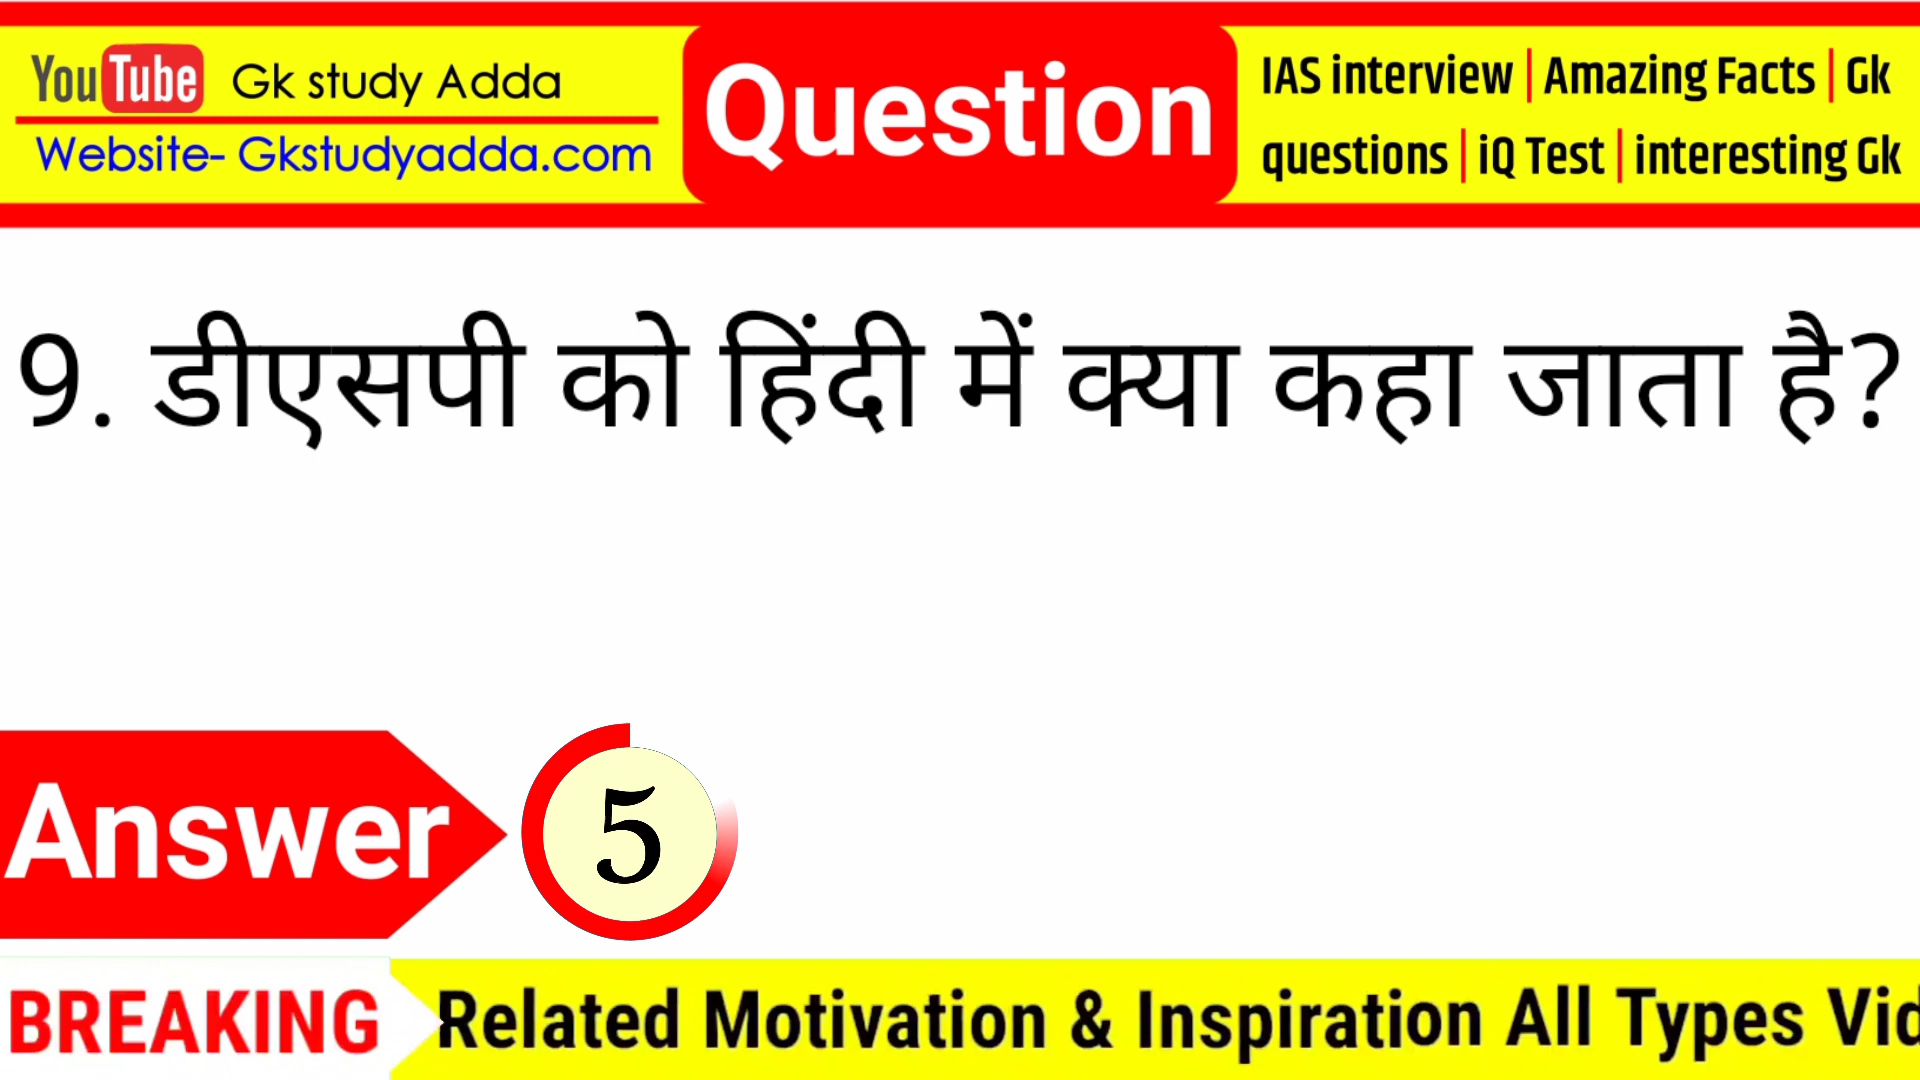 YouTube Gk study Adda
Website- Gkstudyadda.com
Question
IAS interview | Amazing Facts | Gk
questions | iQ Test | interesting Gk
9. डीएसपी को हिंदी में क्या कहा जाता है?
Answer
5
BREAKING
Related Motivation & Inspiration All Types Vid